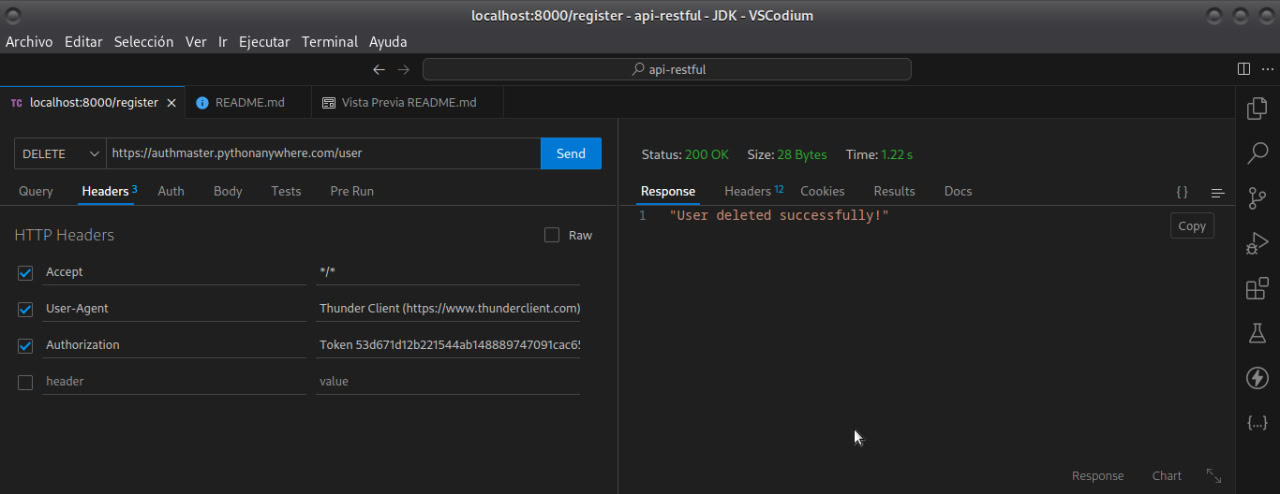 localhost:8000/register - api-restful - JDK - VSCodium
Archivo Editar Selección Ver Ir Ejecutar Terminal Ayuda
api-restful
TC localhost:8000/register README.md Vista Previa README.md
DELETE https://authmaster.pythonanywhere.com/user Send
Status: 200 OK Size: 28 Bytes Time: 1.22 s
Query Headers 3 Auth Body Tests Pre Run
Response Headers 12 Cookies Results Docs {}
1 "User deleted successfully!"
Copy
HTTP Headers Raw
Accept */*
User-Agent Thunder Client (https://www.thunderclient.com)
Authorization Token 53d671d12b221544ab148889747091cac65
header value
Response Chart